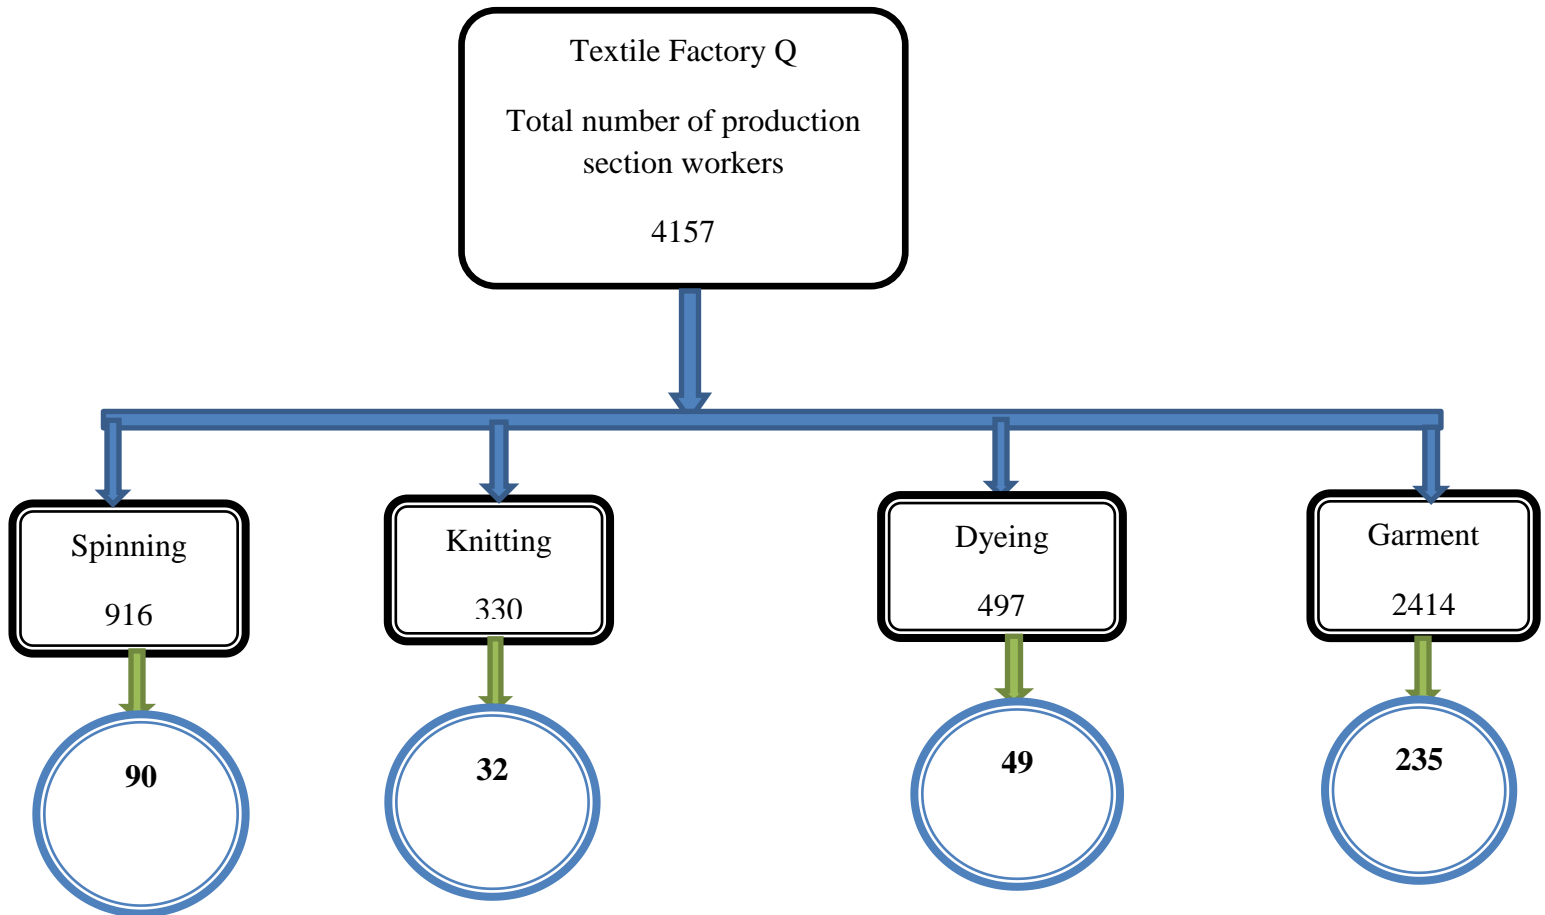 Textile Factory Q
Total number of production
section workers
4157
Spinning
916
Knitting
330
Dyeing
497
Garment
2414
90
32
49
235